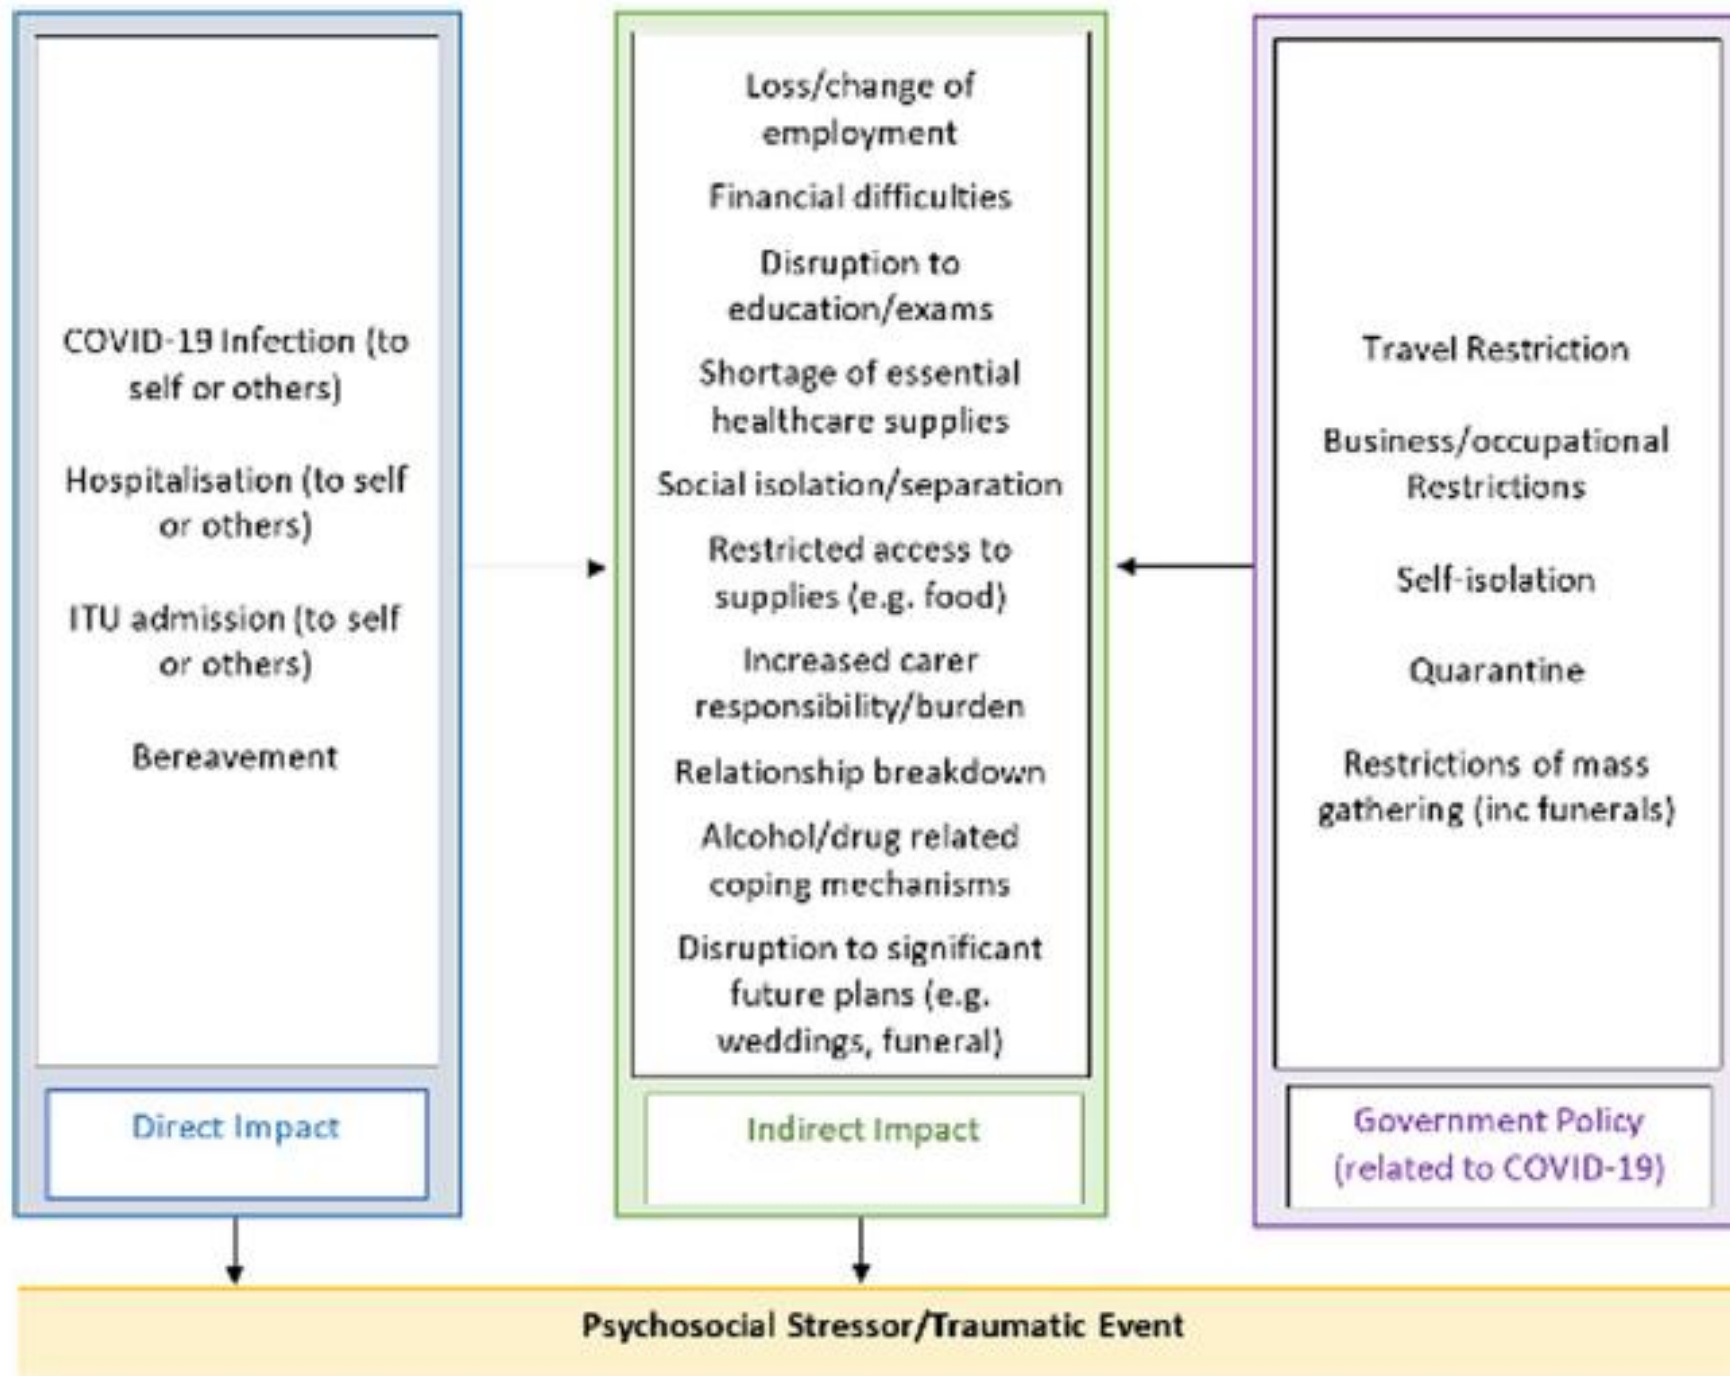 COVID-19 Infection (to
self or others)
Hospitalisation (to self
or others)
ITU admission (to self
or others)
Bereavement
Direct Impact
Loss/change of
employment
Financial difficulties
Disruption to
education/exams
Shortage of essential
healthcare supplies
Social isolation/separation
Restricted access to
supplies (e.g. food)
Increased carer
responsibility/burden
Relationship breakdown
Alcohol/drug related
coping mechanisms
Disruption to significant
future plans (e.g.
weddings, funeral)
Indirect Impact
Travel Restriction
Business/occupational
Restrictions
Self-isolation
Quarantine
Restrictions of mass
gathering (inc funerals)
Government Policy
(related to COVID-19)
Psychosocial Stressor/Traumatic Event